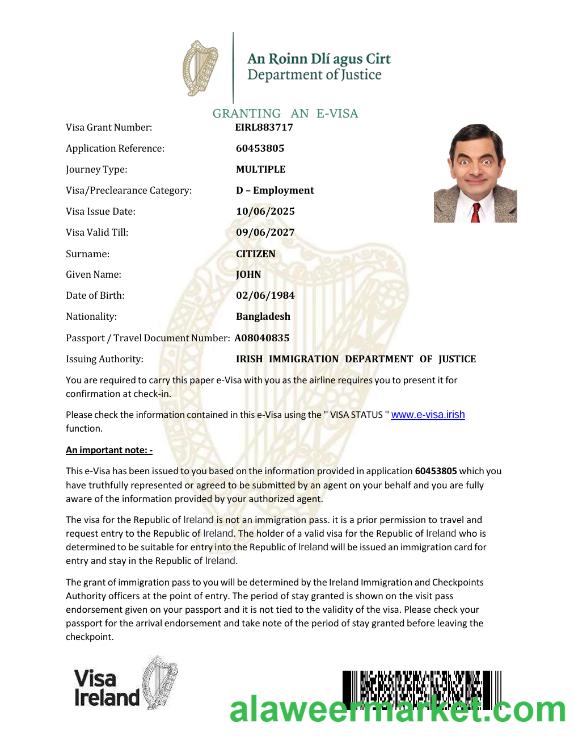 An Roinn Dlí agus Cirt
Department of Justice
GRANTING AN E-VISA
Visa Grant Number: EIRL883717
Application Reference: 60453805
Journey Type: MULTIPLE
Visa/Preclearance Category: D – Employment
Visa Issue Date: 10/06/2025
Visa Valid Till: 09/06/2027
Surname: CITIZEN
Given Name: JOHN
Date of Birth: 02/06/1984
Nationality: Bangladesh
Passport / Travel Document Number: A08040835
Issuing Authority: IRISH IMMIGRATION DEPARTMENT OF JUSTICE
You are required to carry this paper e-Visa with you as the airline requires you to present it for
confirmation at check-in.
Please check the information contained in this e-Visa using the " VISA STATUS " www.e-visa.irish
function.
An important note: -
This e-Visa has been issued to you based on the information provided in application 60453805 which you
have truthfully represented or agreed to be submitted by an agent on your behalf and you are fully
aware of the information provided by your authorized agent.
The visa for the Republic of Ireland is not an immigration pass. it is a prior permission to travel and
request entry to the Republic of Ireland. The holder of a valid visa for the Republic of Ireland who is
determined to be suitable for entry into the Republic of Ireland will be issued an immigration card for
entry and stay in the Republic of Ireland.
The grant of immigration pass to you will be determined by the Ireland Immigration and Checkpoints
Authority officers at the point of entry. The period of stay granted is shown on the visit pass
endorsement given on your passport and it is not tied to the validity of the visa. Please check your
passport for the arrival endorsement and take note of the period of stay granted before leaving the
checkpoint.
Visa
Ireland
alaweermarket.com